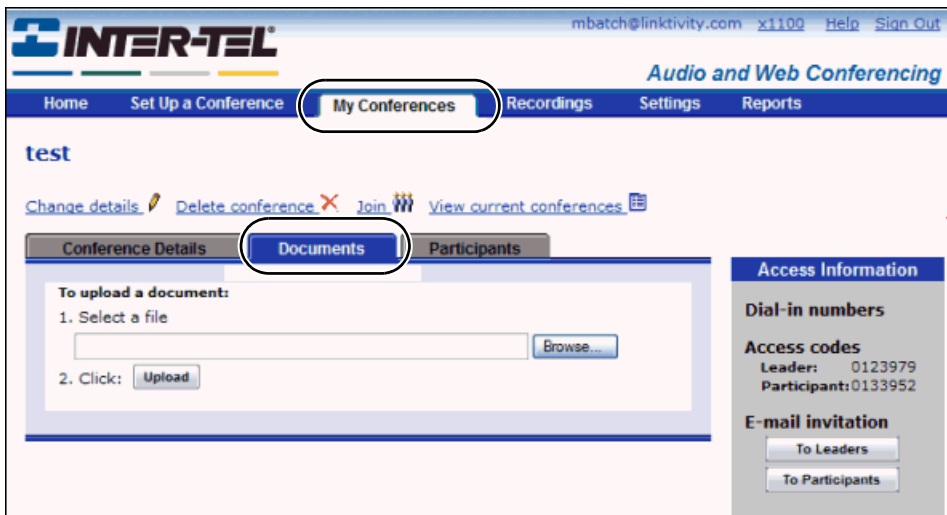 INTER-TEL
mbatch@linktivity.com x1100 Help Sign Out
Audio and Web Conferencing
Home Set Up a Conference My Conferences Recordings Settings Reports
test
Change details Delete conference Join View current conferences
Conference Details Documents Participants
To upload a document:
1. Select a file
Browse...
2. Click: Upload
Access Information
Dial-in numbers
Access codes
Leader: 0123979
Participant: 0133952
E-mail invitation
To Leaders
To Participants